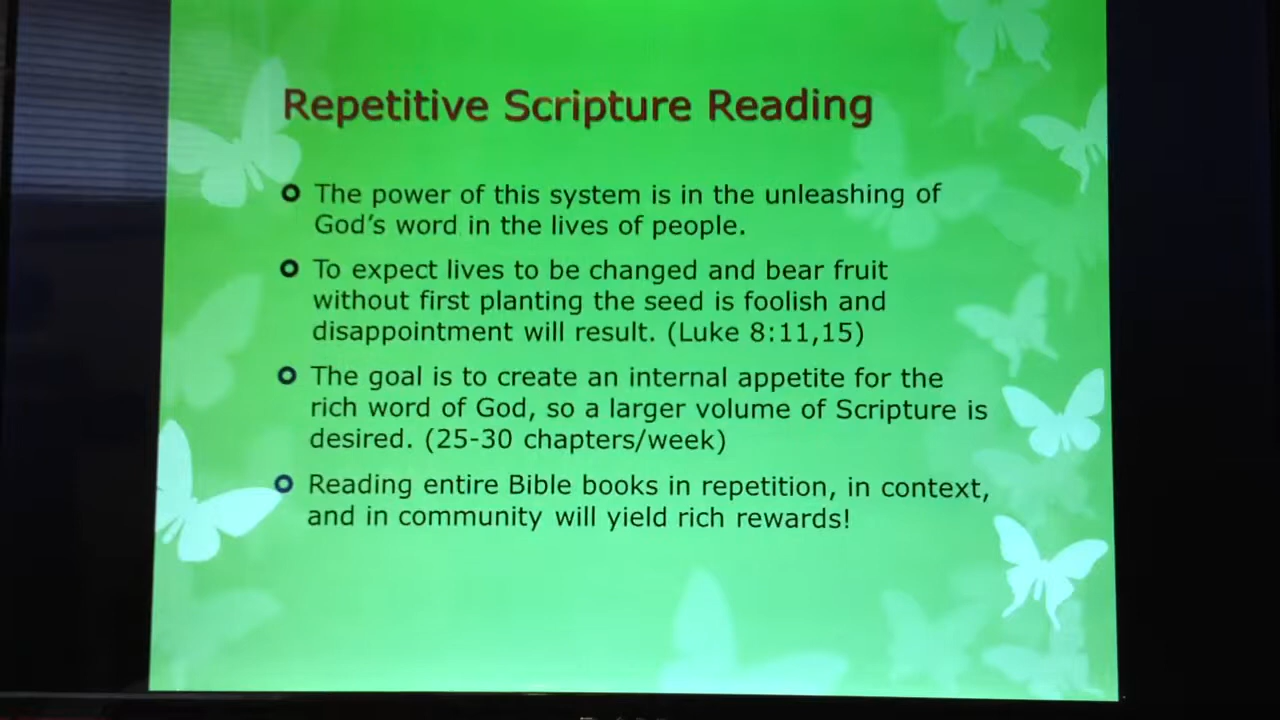 Repetitive Scripture Reading
The power of this system is in the unleashing of
God's word in the lives of people.
To expect lives to be changed and bear fruit
without first planting the seed is foolish and
disappointment will result. (Luke 8:11,15)
The goal is to create an internal appetite for the
rich word of God, so a larger volume of Scripture is
desired. (25-30 chapters/week)
Reading entire Bible books in repetition, in context,
and in community will yield rich rewards!